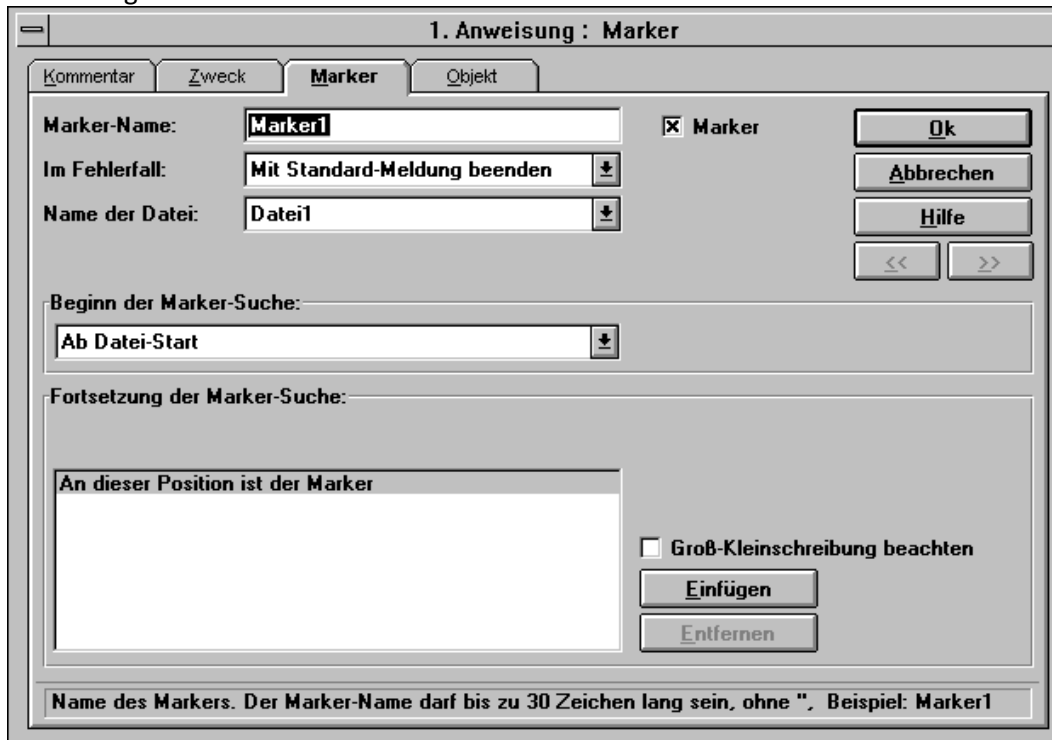 1. Anweisung : Marker
Kommentar Zweck Marker Objekt
Marker-Name: Marker1 Marker Ok
Im Fehlerfall: Mit Standard-Meldung beenden Abbrechen
Name der Datei: Datei1 Hilfe
<< >>
Beginn der Marker-Suche:
Ab Datei-Start
Fortsetzung der Marker-Suche:
An dieser Position ist der Marker
Groß-Kleinschreibung beachten
Einfügen
Entfernen
Name des Markers. Der Marker-Name darf bis zu 30 Zeichen lang sein, ohne ", Beispiel: Marker1